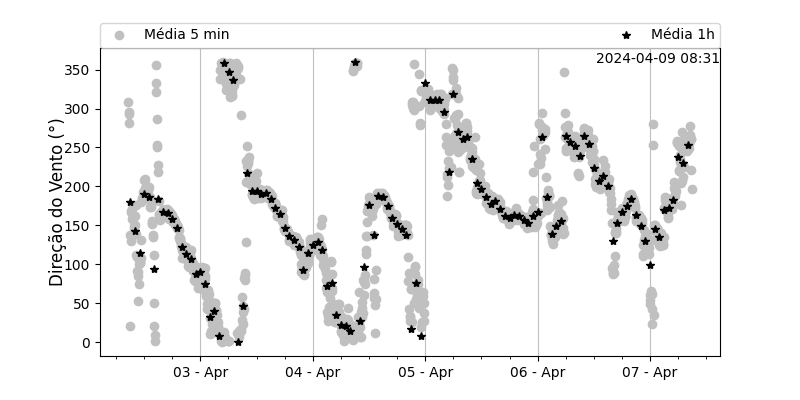 Média 5 min
Média 1h
2024-04-09 08:31
Direção do Vento (°)
350
300
250
200
150
100
50
0
03 - Apr
04 - Apr
05 - Apr
06 - Apr
07 - Apr